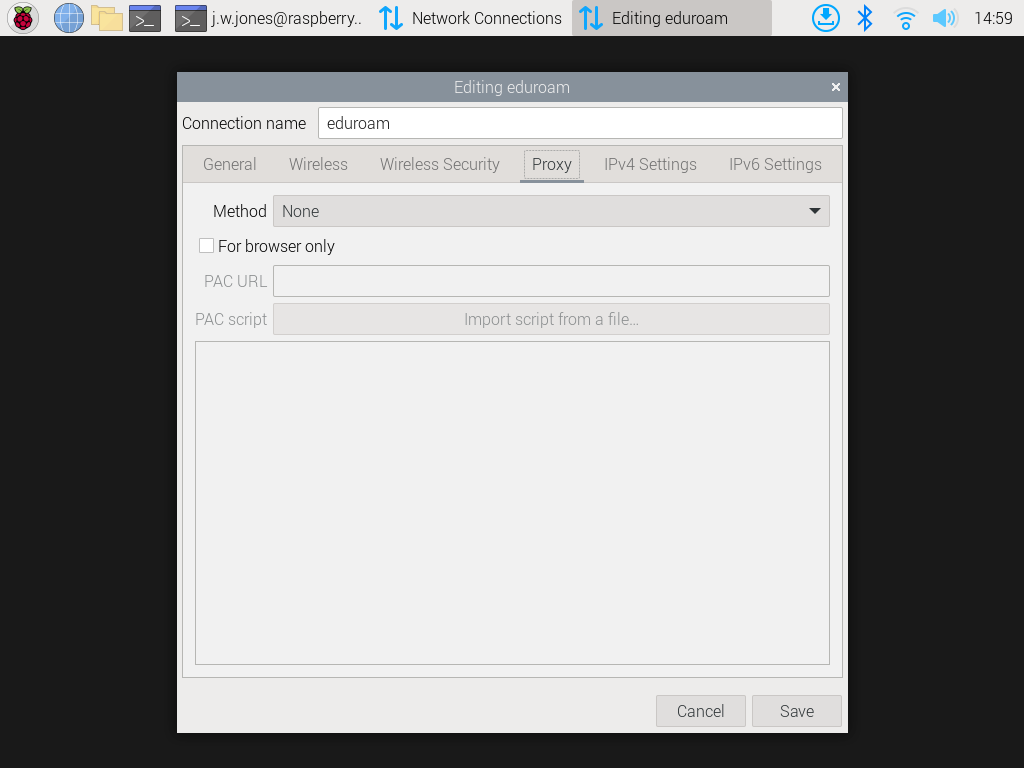 j.w.jones@raspberry.. Network Connections Editing eduroam 14:59
Editing eduroam
Connection name eduroam
General Wireless Wireless Security Proxy IPv4 Settings IPv6 Settings
Method None
For browser only
PAC URL
PAC script Import script from a file...
Cancel Save